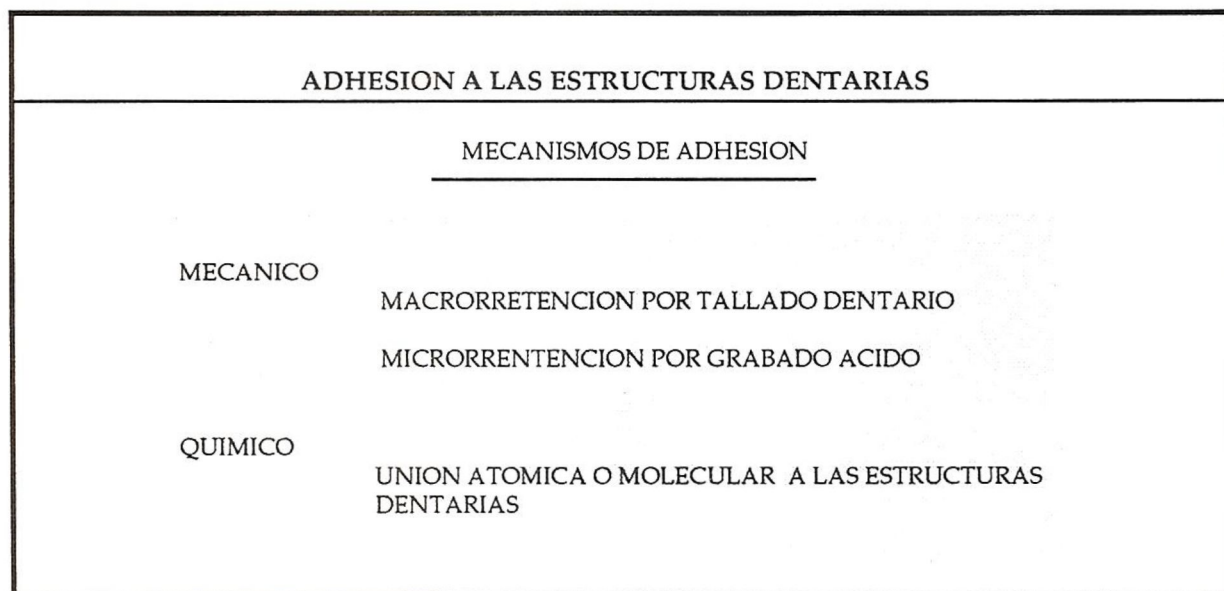 ADHESION A LAS ESTRUCTURAS DENTARIAS
MECANISMOS DE ADHESION
MECANICO
MACRORRETENCION POR TALLADO DENTARIO
MICRORRENTENCION POR GRABADO ACIDO
QUIMICO
UNION ATOMICA O MOLECULAR A LAS ESTRUCTURAS
DENTARIAS